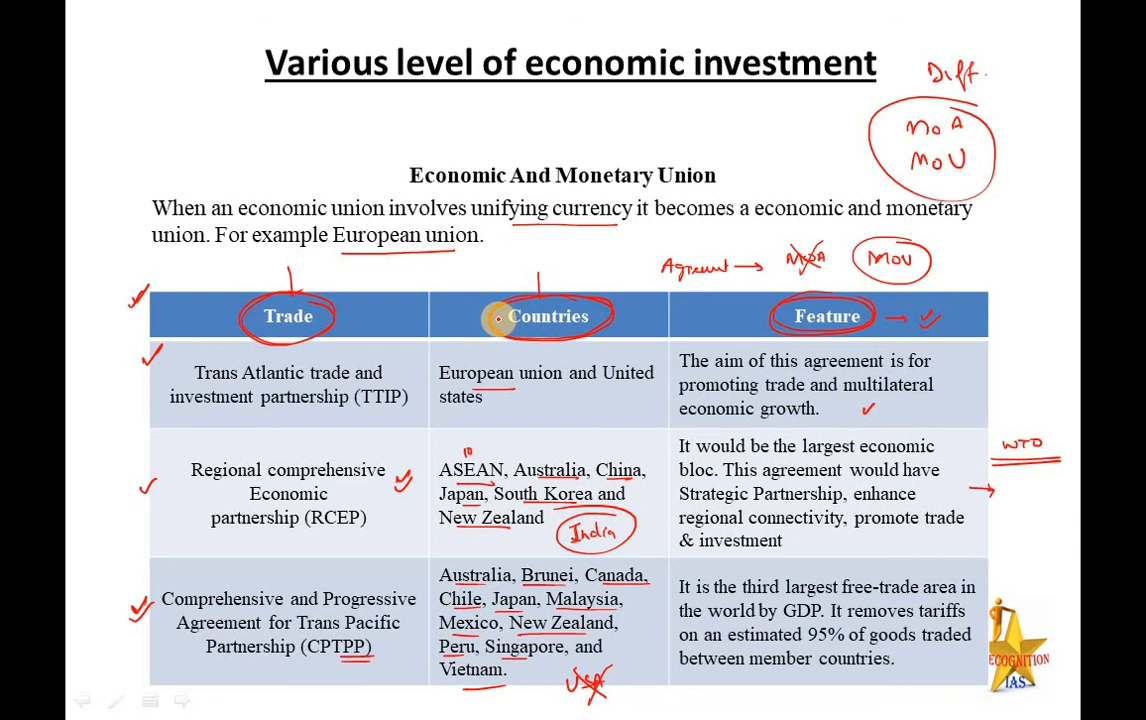 Various level of economic investment
Diff.
MOA
MOU
Economic And Monetary Union
When an economic union involves unifying currency it becomes a economic and monetary
union. For example European union.
Agreement → MOA MOU
Trade
Countries
Feature
Trans Atlantic trade and
investment partnership (TTIP)
European union and United
states
The aim of this agreement is for
promoting trade and multilateral
economic growth.
Regional comprehensive
Economic
partnership (RCEP)
10
ASEAN, Australia, China,
Japan, South Korea and
New Zealand
India
It would be the largest economic
bloc. This agreement would have
Strategic Partnership, enhance
regional connectivity, promote trade
& investment
WTO
Comprehensive and Progressive
Agreement for Trans Pacific
Partnership (CPTPP)
Australia, Brunei, Canada,
Chile, Japan, Malaysia,
Mexico, New Zealand,
Peru, Singapore, and
Vietnam.
USA
It is the third largest free-trade area in
the world by GDP. It removes tariffs
on an estimated 95% of goods traded
between member countries.
RECOGNITION
IAS